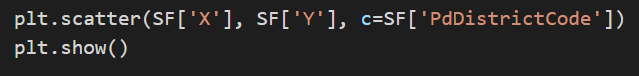 plt.scatter(SF['X'], SF['Y'], c=SF['PdDistrictCode'])
plt.show()